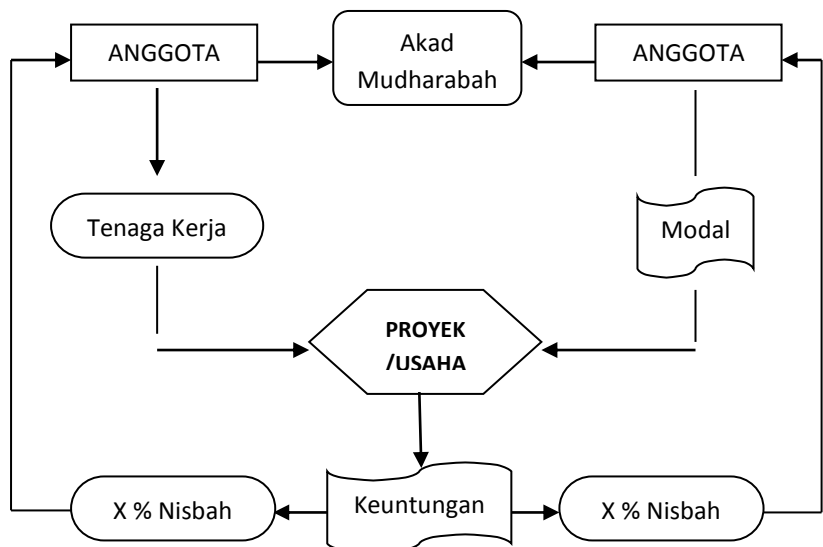 ANGGOTA
Akad
Mudharabah
ANGGOTA
Tenaga Kerja
Modal
PROYEK
/USAHA
X % Nisbah
Keuntungan
X % Nisbah